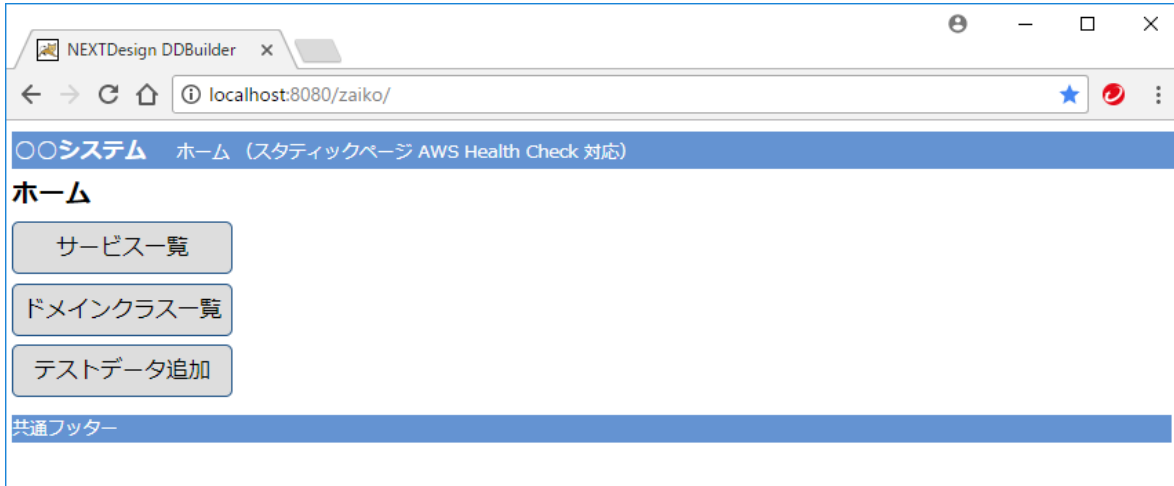 NEXTDesign DDBuilder
localhost:8080/zaiko/
○○システム ホーム （スタティックページ AWS Health Check 対応）
ホーム
サービス一覧
ドメインクラス一覧
テストデータ追加
共通フッター